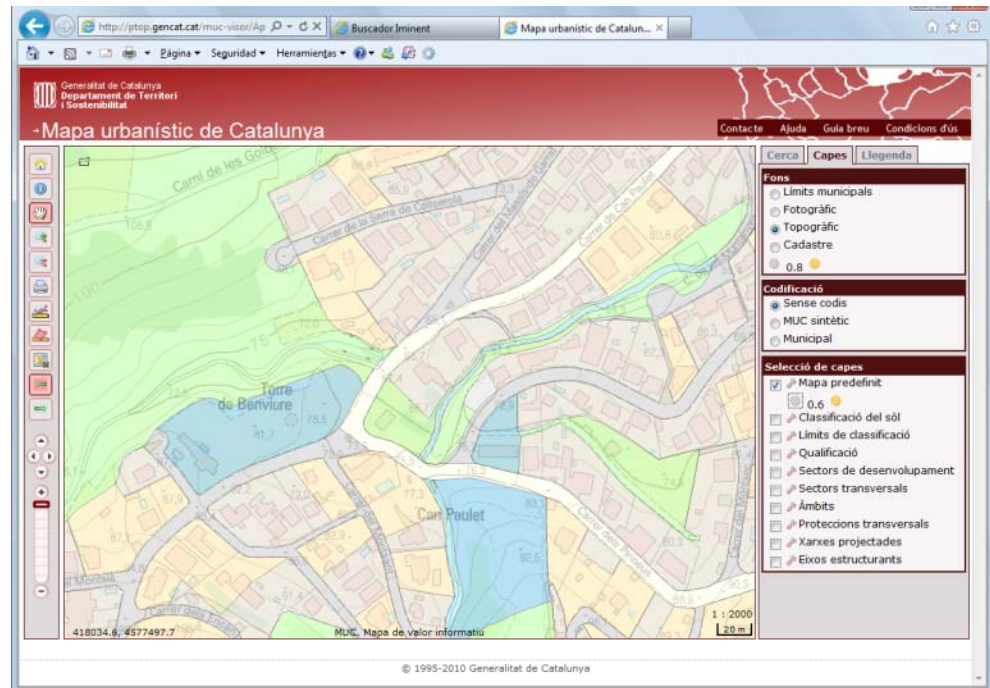 http://ptop.gencat.cat/muc-visor/Ap
Buscador Iminent
Mapa urbanístic de Catalun...
Página
Seguridad
Herramientas
Generalitat de Catalunya
Departament de Territori
i Sostenibilitat
Mapa urbanístic de Catalunya
Contacte Ajuda Guia breu Condicions d'ús
Cerca Capes Llegenda
Fons
Límits municipals
Fotogràfic
Topogràfic
Cadastre
0.8
Codificació
Sense codis
MUC sintètic
Municipal
Selecció de capes
Mapa predefinit
0.6
Classificació del sòl
Límits de classificació
Qualificació
Sectors de desenvolupament
Sectors transversals
Àmbits
Proteccions transversals
Xarxes projectades
Eixos estructurants
Camí de les Goites
Carrer de la Serra de Collserola
Carrer de Can Paulet
Torre
de Benviure
Can Paulet
Carrer dels Pirineus
418034.6, 4577497.7
MUC. Mapa de valor informatiu
1 : 2000
20 m
© 1995-2010 Generalitat de Catalunya